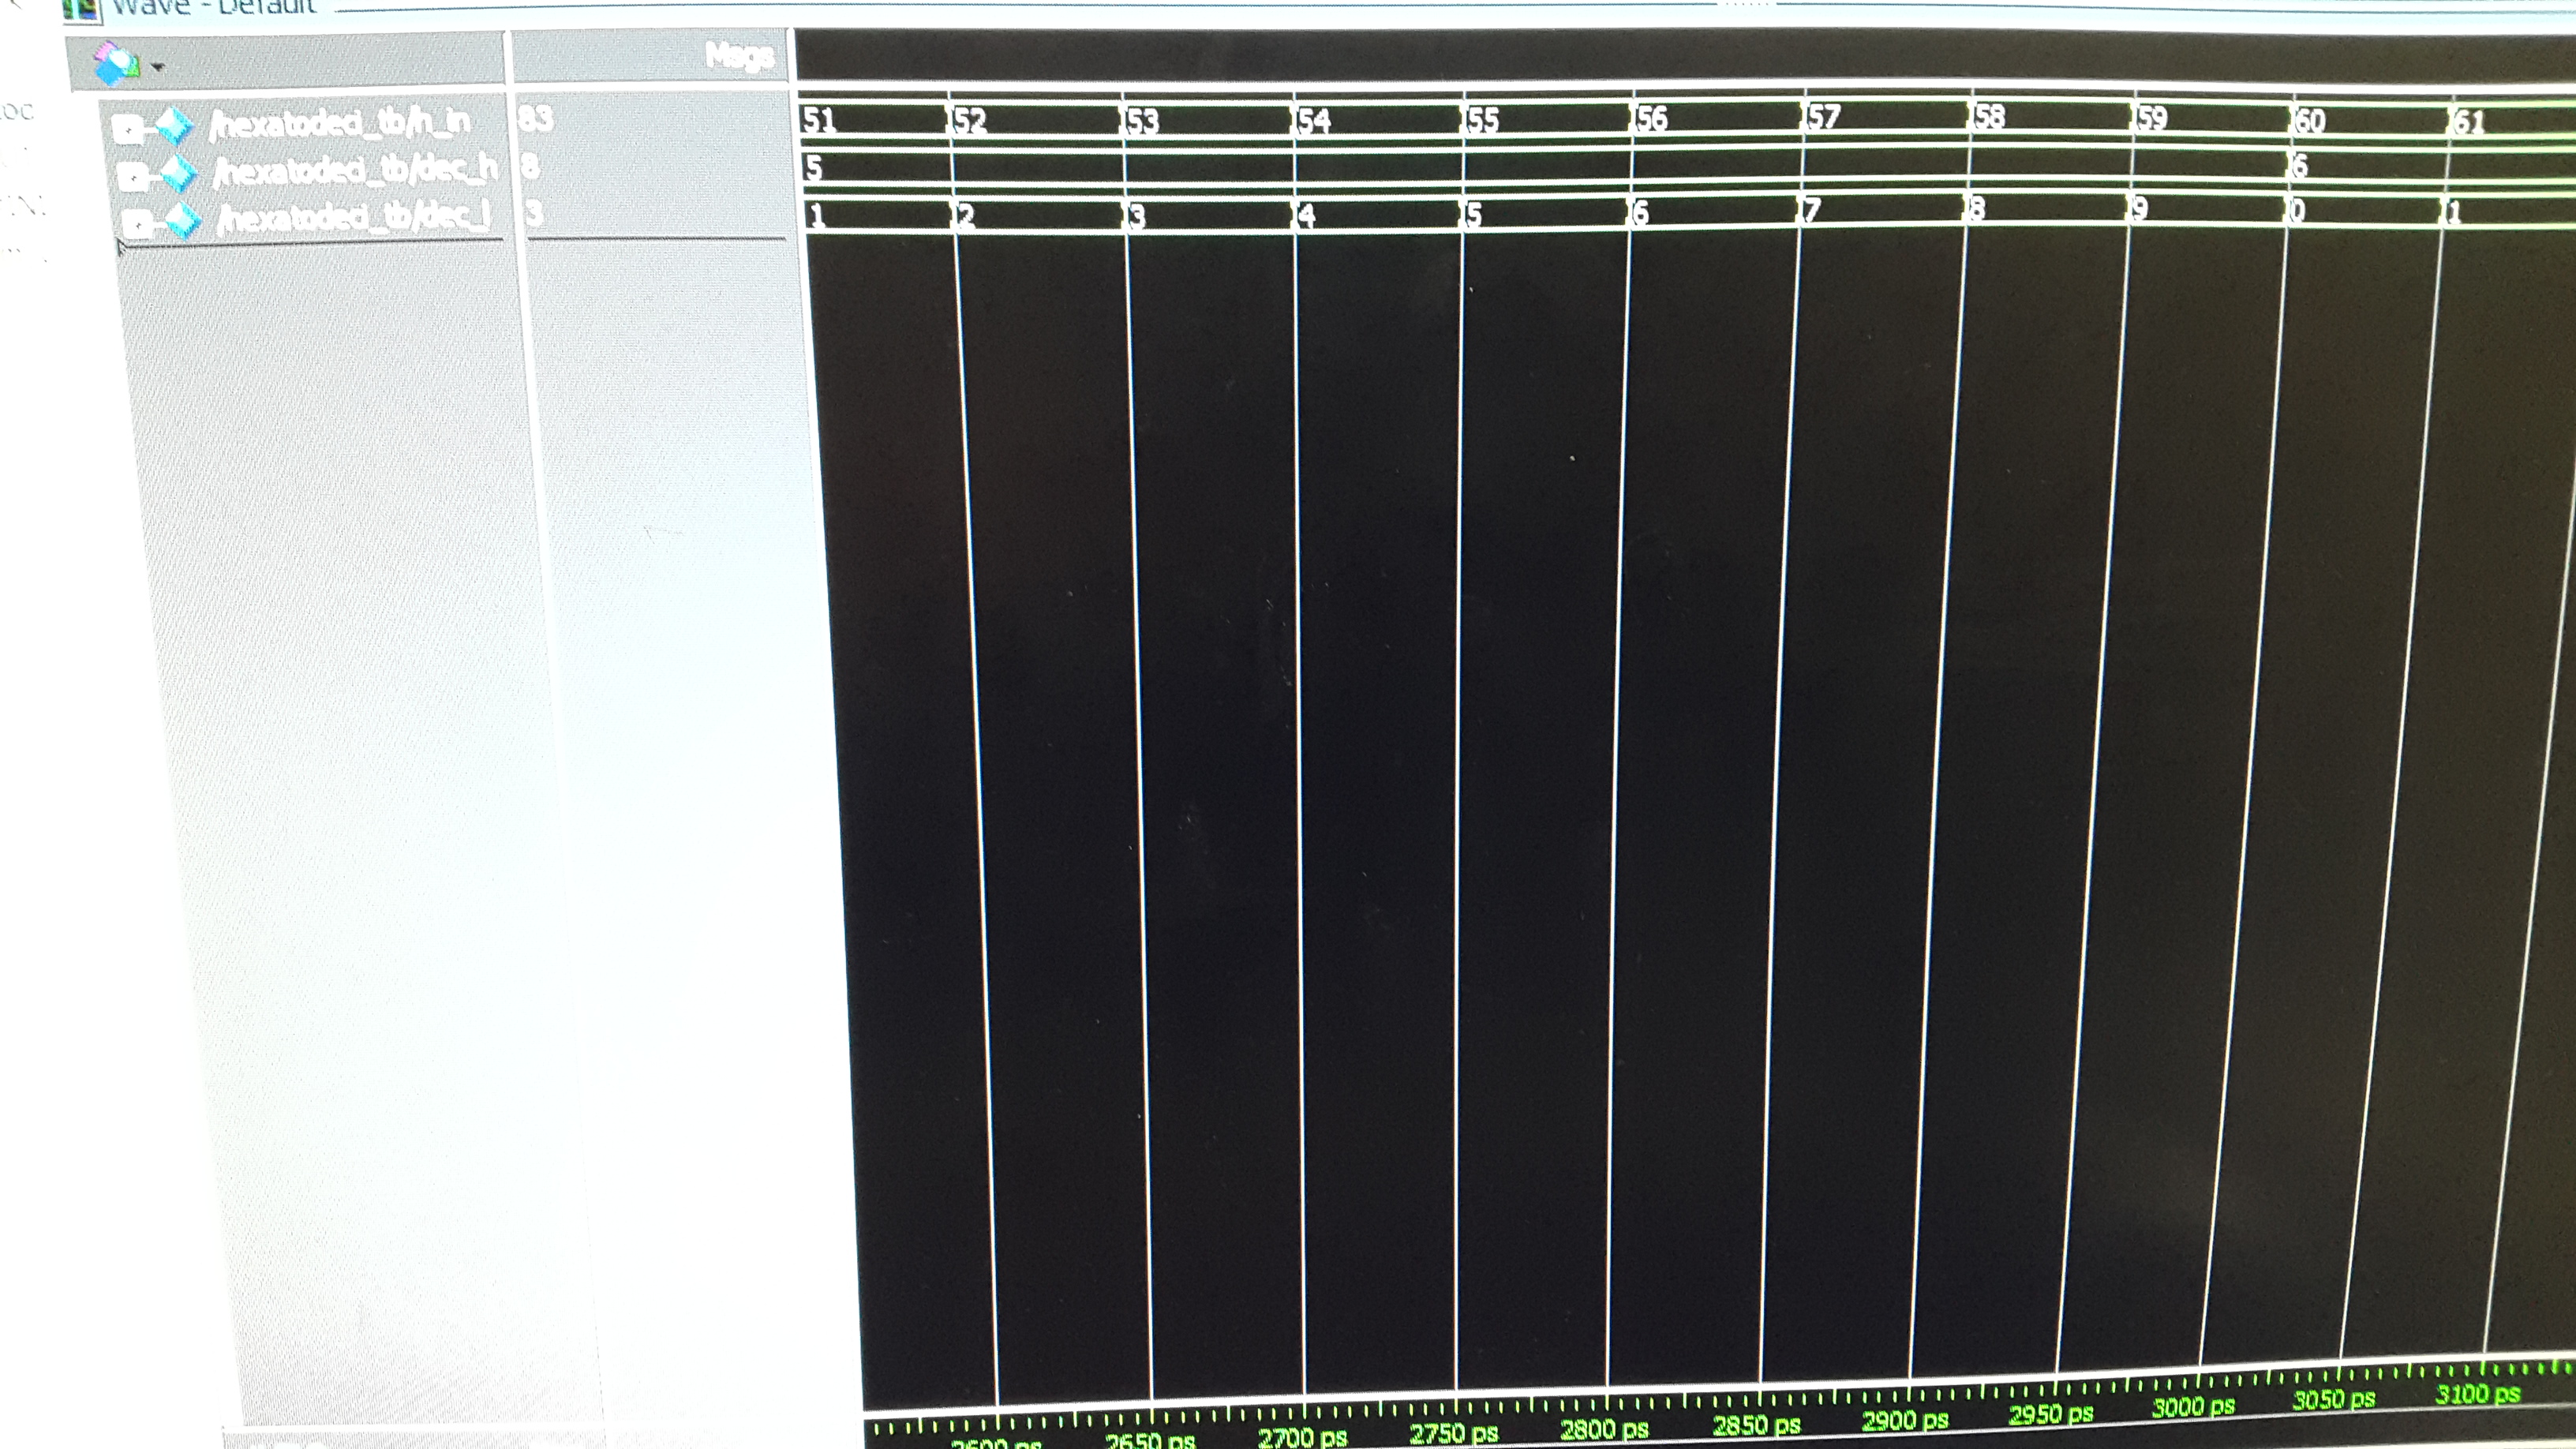 Wave - Default
Msgs
/hexatodeci_tb/h_in 83 51 52 53 54 55 56 57 58 59 60 61
/hexatodeci_tb/dec_h 8 5 6
/hexatodeci_tb/dec_l 3 1 2 3 4 5 6 7 8 9 0 1
2600 ps 2650 ps 2700 ps 2750 ps 2800 ps 2850 ps 2900 ps 2950 ps 3000 ps 3050 ps 3100 ps